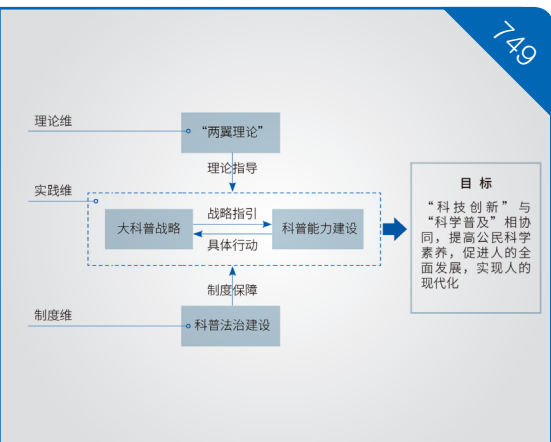 749
理论维
“两翼理论”
理论指导
实践维
大科普战略
战略指引
具体行动
科普能力建设
制度保障
制度维
科普法治建设
目 标
“科技创新”与
“科学普及”相协
同，提高公民科学
素养，促进人的全
面发展，实现人的
现代化